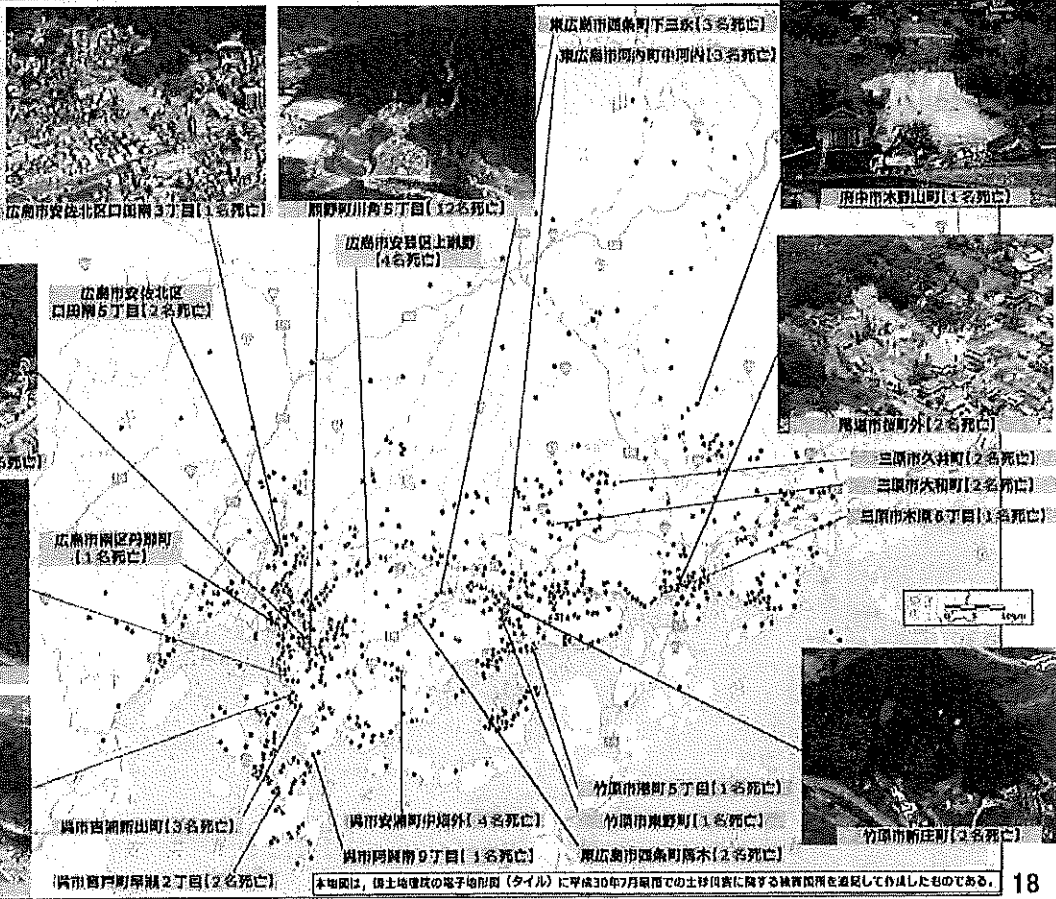 東広島市西条町下三永【3名死亡】
東広島市河内町中河内【3名死亡】
広島市安佐北区口田南3丁目【1名死亡】
熊野町川角5丁目【12名死亡】
府中市木野山町【1名死亡】
広島市安芸区上瀬野
【4名死亡】
広島市安佐北区
口田南5丁目【2名死亡】
尾道市桜町外【2名死亡】
名死亡】
三原市久井町【2名死亡】
三原市大和町【2名死亡】
三原市木原6丁目【1名死亡】
広島市南区丹那町
【1名死亡】
竹原市港町5丁目【1名死亡】
竹原市東野町【1名死亡】
東広島市西条町馬木【2名死亡】
竹原市新庄町【2名死亡】
呉市吉浦新出町【3名死亡】
呉市安浦町中畑外【4名死亡】
呉市阿賀南9丁目【1名死亡】
呉市音戸町早瀬2丁目【2名死亡】
本地図は、国土地理院の電子地形図（タイル）に平成30年7月豪雨での土砂災害に関する被害箇所を追記して作成したものである。
18